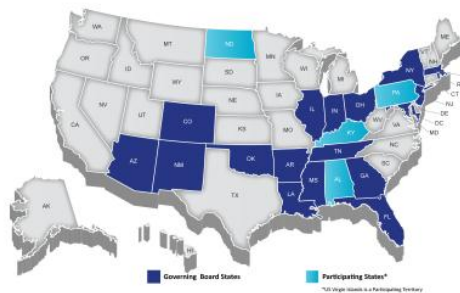 WA
MT
ND
MN
ME
OR
ID
SD
WI
MI
NH
NY
WY
IA
NE
PA
NV
UT
CO
IL
IN
OH
CT
NJ
DE
DC
MD
CA
KS
MO
KY
WV
VA
AZ
NM
OK
AR
TN
NC
SC
TX
LA
MS
AL
GA
FL
AK
HI
Governing Board States
Participating States*
*US Virgin Islands is a Participating Territory